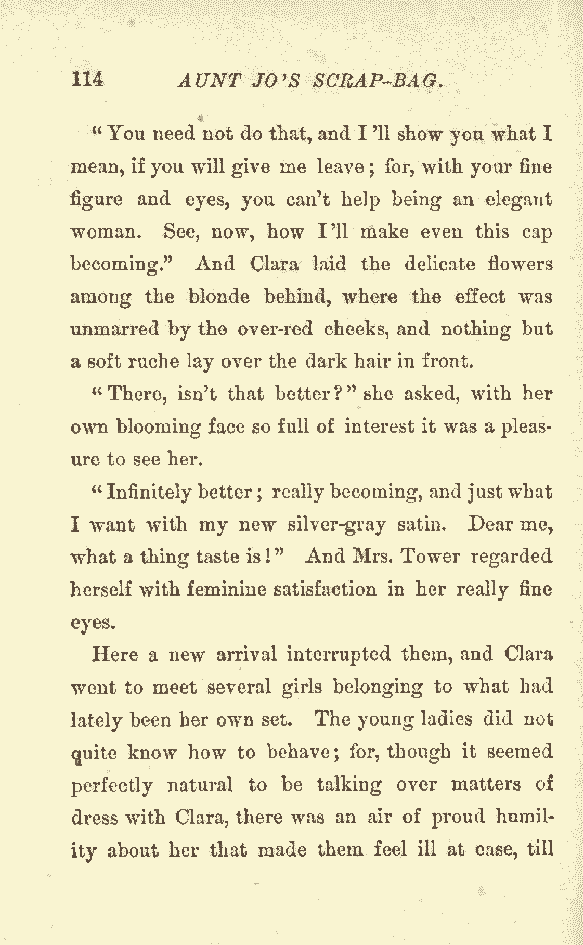 114 AUNT JO'S SCRAP-BAG.
"You need not do that, and I'll show you what I
mean, if you will give me leave; for, with your fine
figure and eyes, you can't help being an elegant
woman. See, now, how I'll make even this cap
becoming." And Clara laid the delicate flowers
among the blonde behind, where the effect was
unmarred by the over-red cheeks, and nothing but
a soft ruche lay over the dark hair in front.
"There, isn't that better?" she asked, with her
own blooming face so full of interest it was a pleas-
ure to see her.
"Infinitely better; really becoming, and just what
I want with my new silver-gray satin. Dear me,
what a thing taste is!" And Mrs. Tower regarded
herself with feminine satisfaction in her really fine
eyes.
Here a new arrival interrupted them, and Clara
went to meet several girls belonging to what had
lately been her own set. The young ladies did not
quite know how to behave; for, though it seemed
perfectly natural to be talking over matters of
dress with Clara, there was an air of proud humil-
ity about her that made them feel ill at ease, till